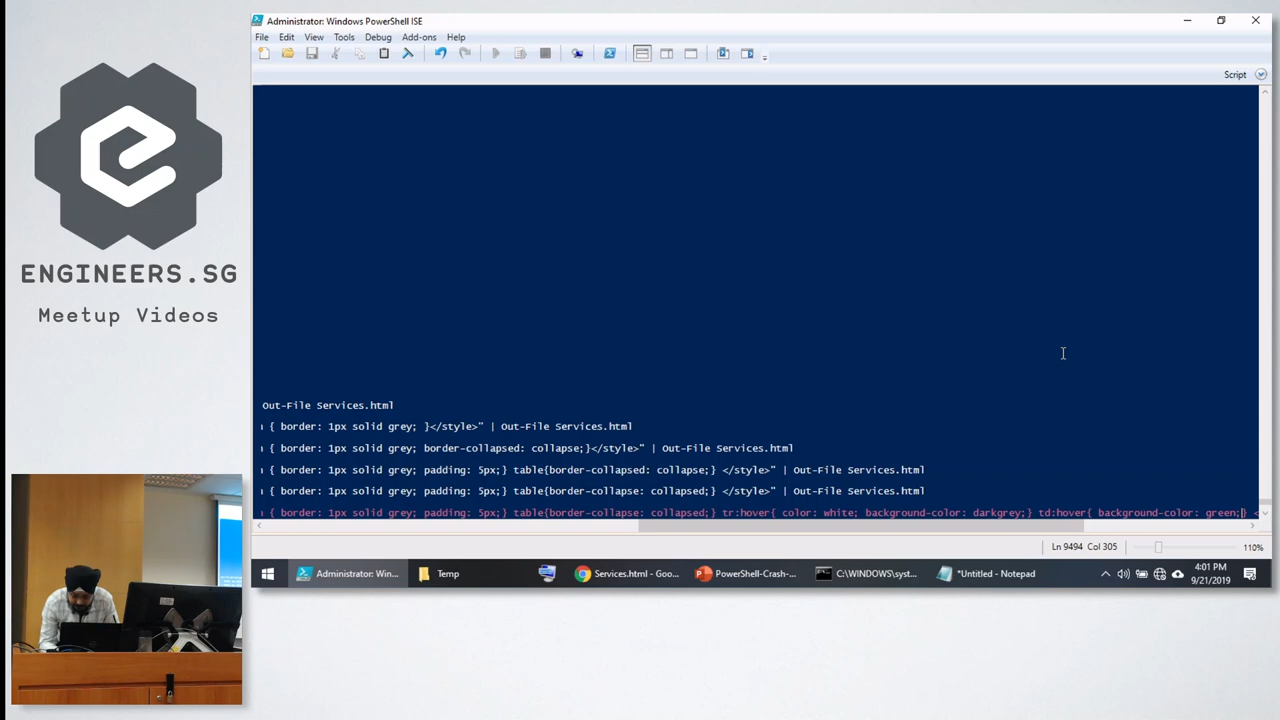 ENGINEERS.SG
Meetup Videos
Administrator: Windows PowerShell ISE
File Edit View Tools Debug Add-ons Help
Script
Out-File Services.html
{ border: 1px solid grey; }</style>" | Out-File Services.html
{ border: 1px solid grey; border-collapsed: collapse;}</style>" | Out-File Services.html
{ border: 1px solid grey; padding: 5px;} table{border-collapsed: collapse;} </style>" | Out-File Services.html
{ border: 1px solid grey; padding: 5px;} table{border-collapse: collapsed;} </style>" | Out-File Services.html
{ border: 1px solid grey; padding: 5px;} table{border-collapse: collapsed;} tr:hover{ color: white; background-color: darkgrey;} td:hover{ background-color: green;} <
Ln 9494 Col 305
110%
Administrator: Win...
Temp
Services.html - Goo...
PowerShell-Crash-...
C:\WINDOWS\syst...
*Untitled - Notepad
4:01 PM
9/21/2019